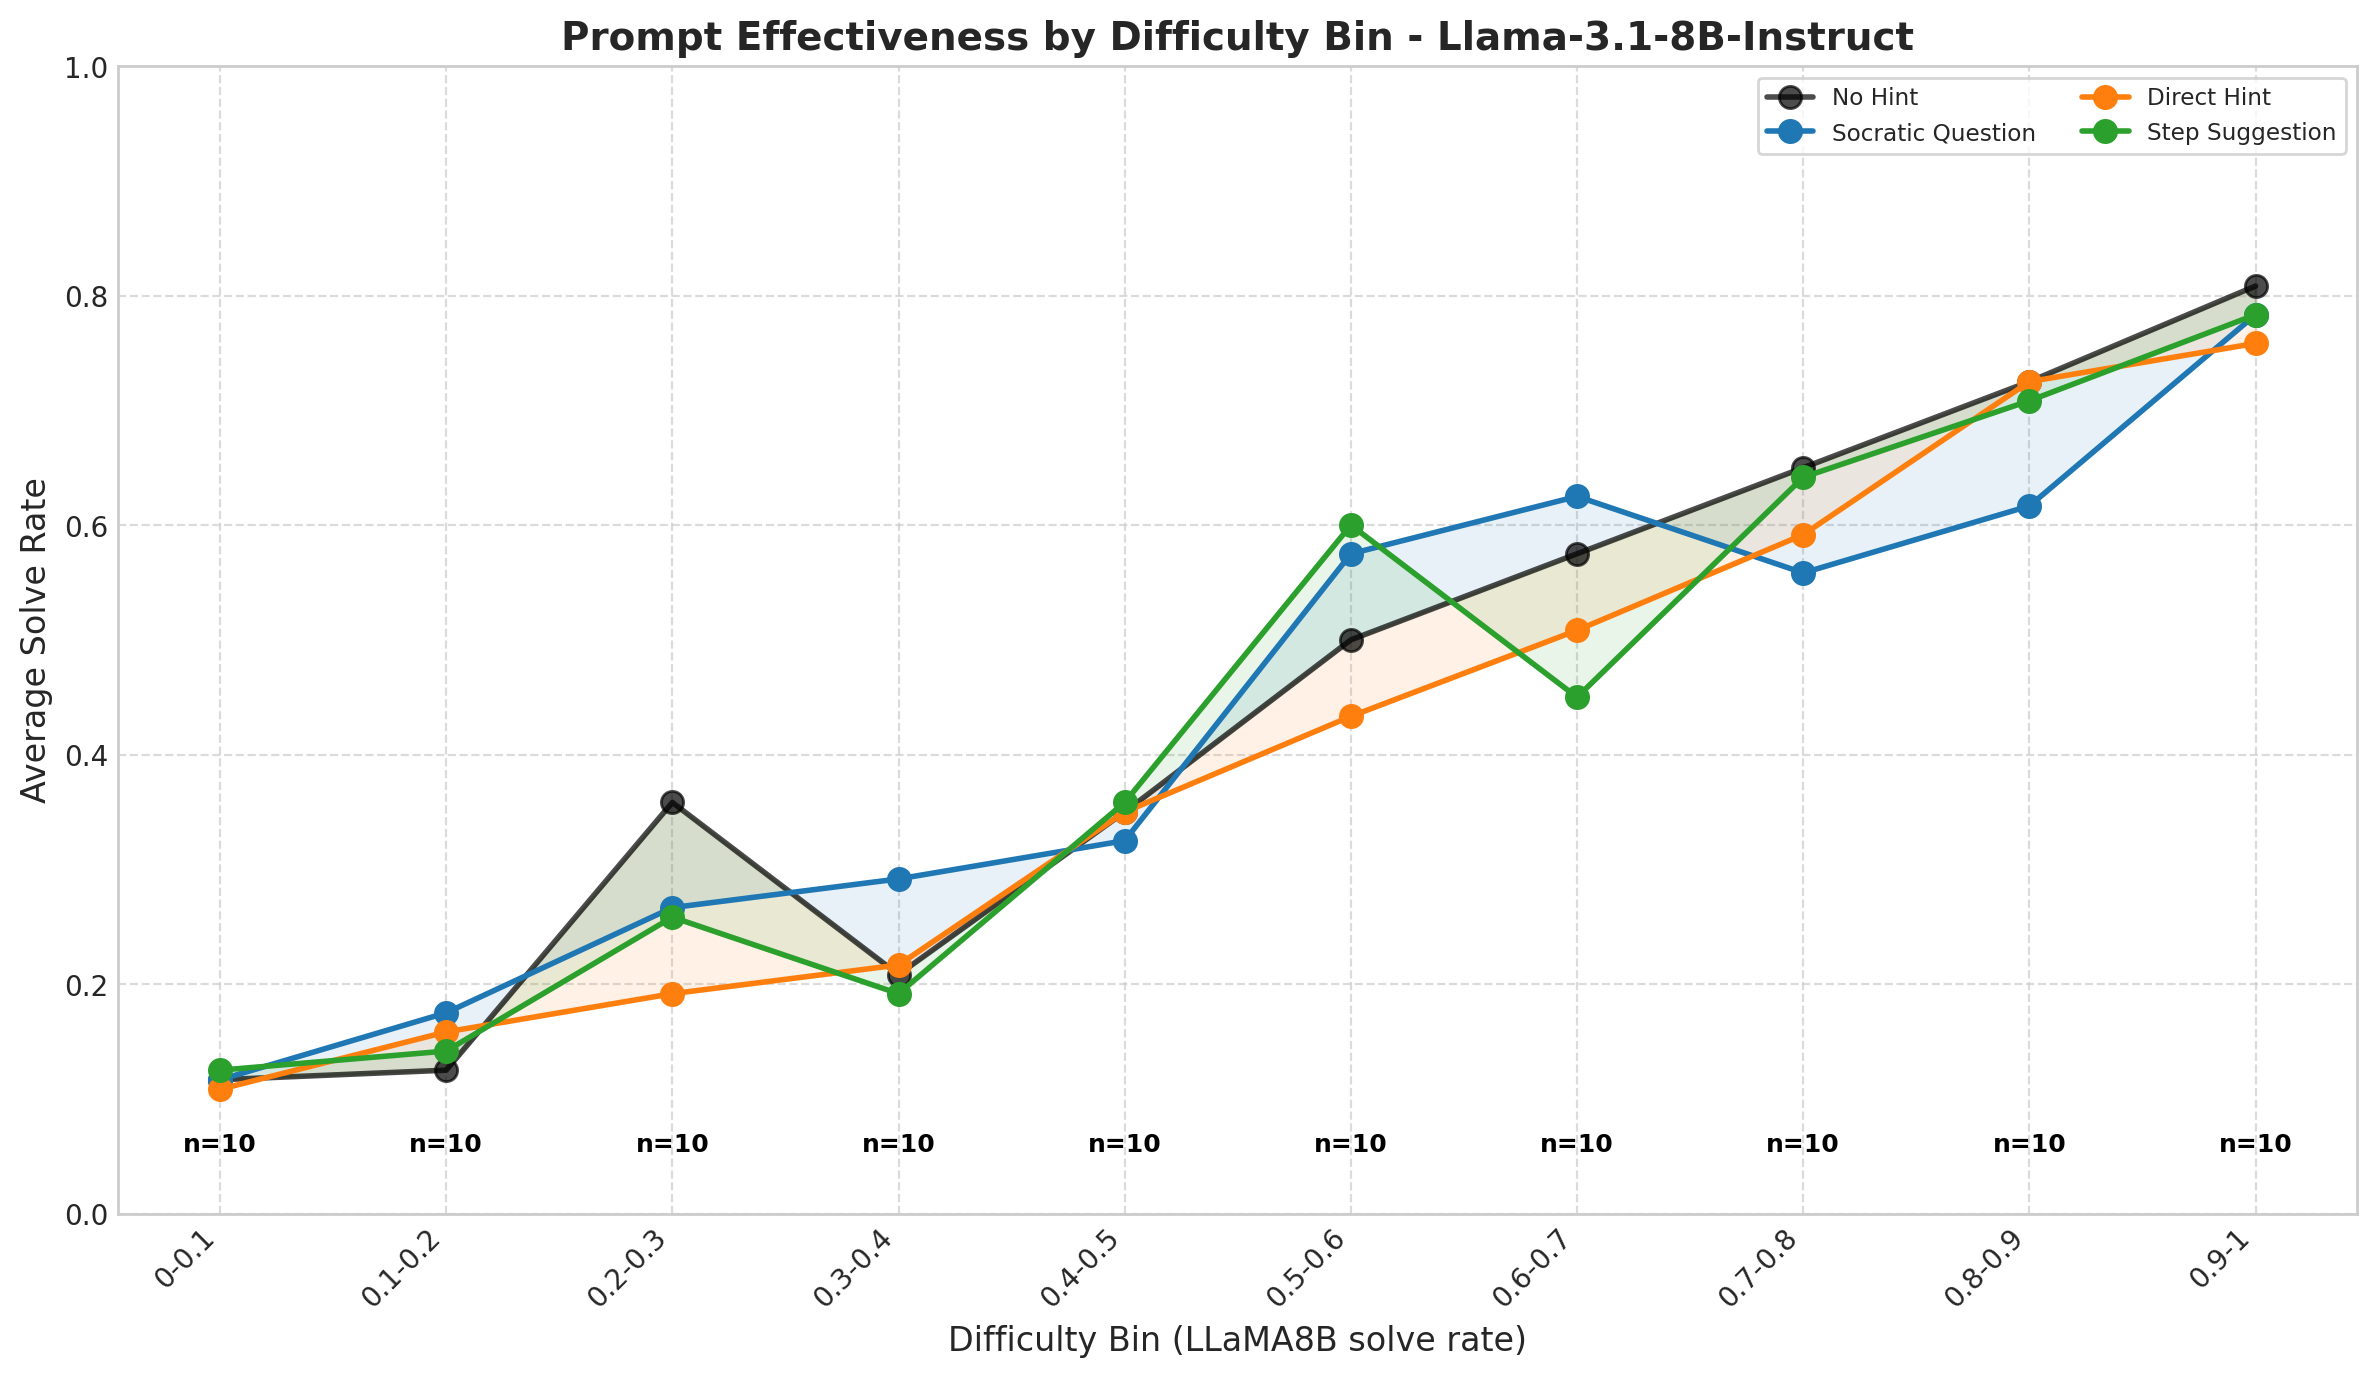 Prompt Effectiveness by Difficulty Bin - Llama-3.1-8B-Instruct
No Hint
Socratic Question
Direct Hint
Step Suggestion
Average Solve Rate
1.0
0.8
0.6
0.4
0.2
0.0
n=10 n=10 n=10 n=10 n=10 n=10 n=10 n=10 n=10 n=10
0-0.1 0.1-0.2 0.2-0.3 0.3-0.4 0.4-0.5 0.5-0.6 0.6-0.7 0.7-0.8 0.8-0.9 0.9-1
Difficulty Bin (LLaMA8B solve rate)